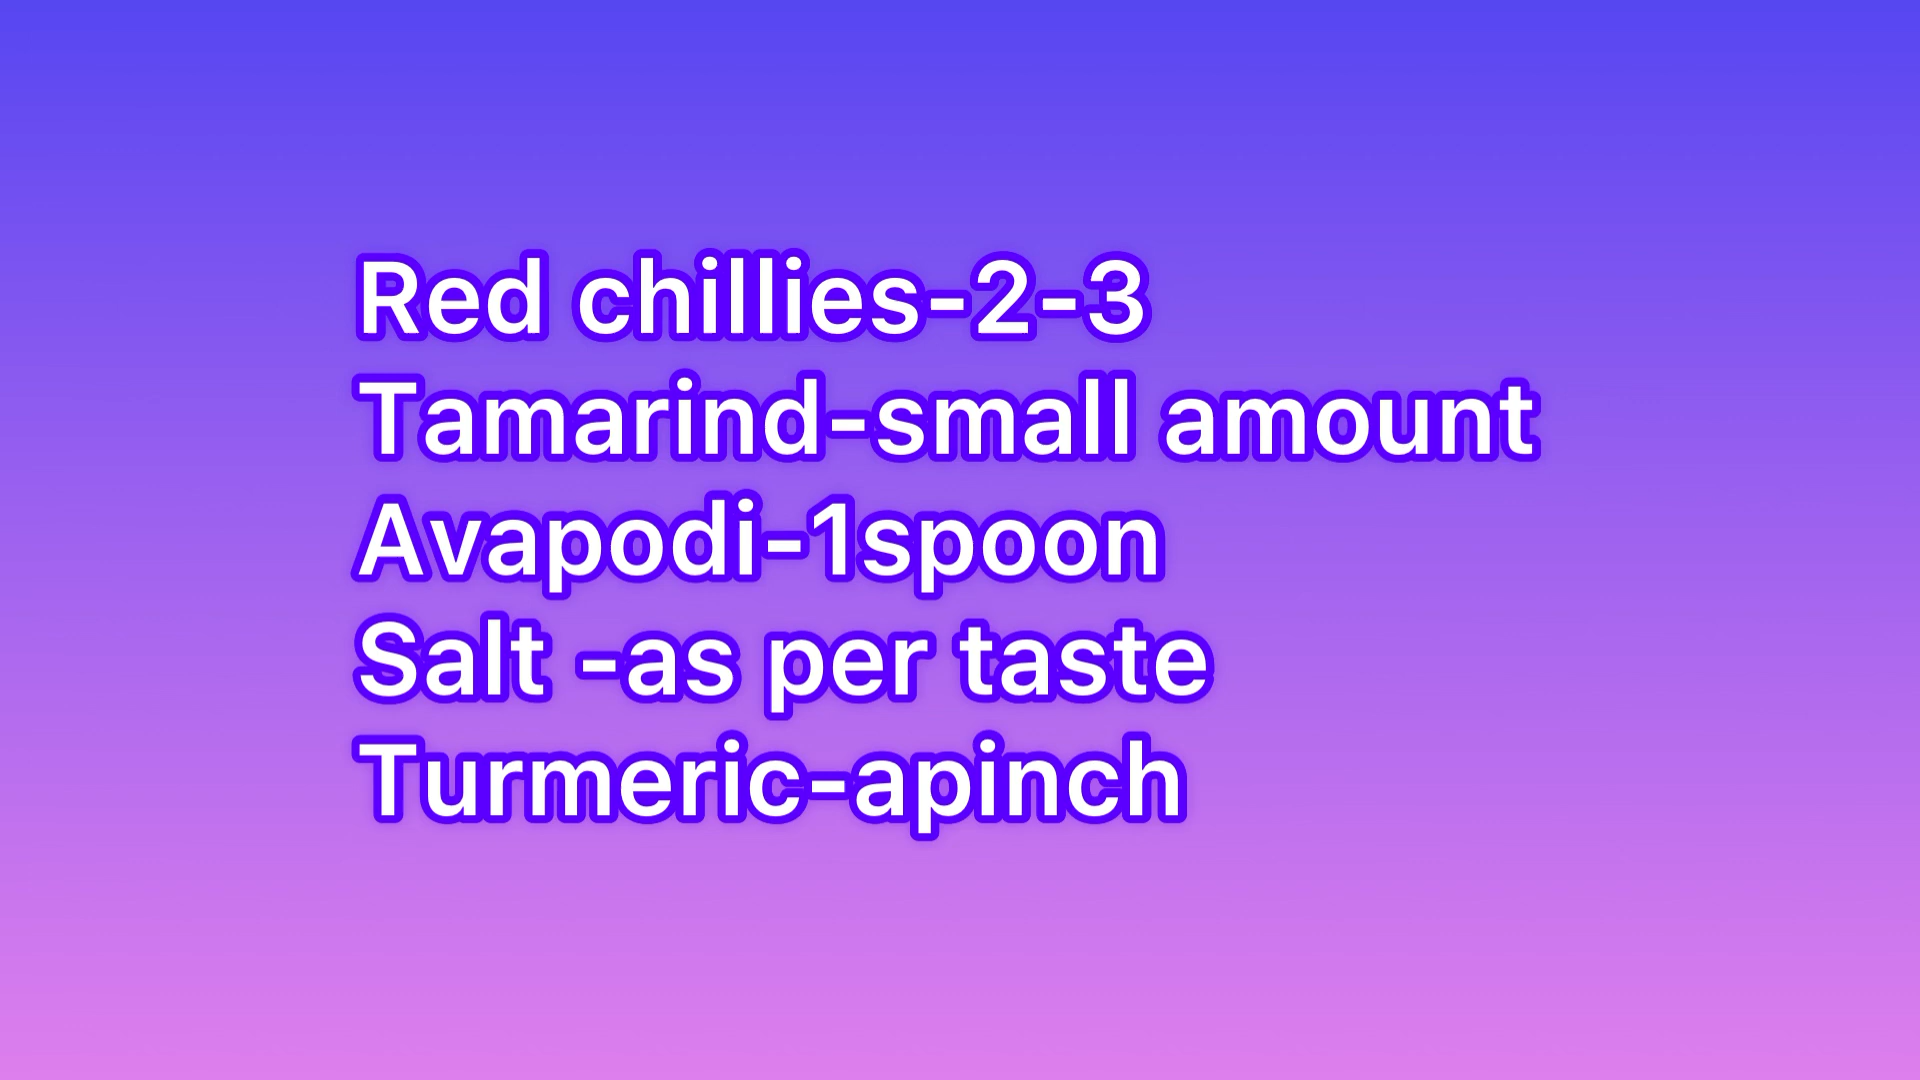 Red chillies-2-3
Tamarind-small amount
Avapodi-1spoon
Salt -as per taste
Turmeric-apinch